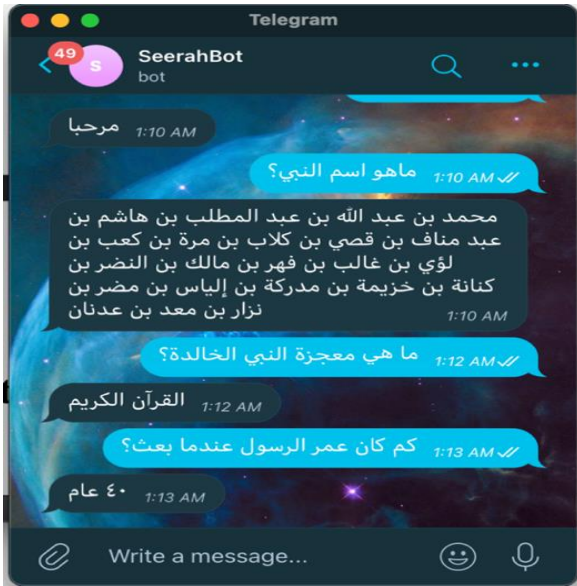 Telegram
49
S
SeerahBot
bot
مرحبا
1:10 AM
ماهو اسم النبي؟
1:10 AM
محمد بن عبد الله بن عبد المطلب بن هاشم بن
عبد مناف بن قصي بن كلاب بن مرة بن كعب بن
لؤي بن غالب بن فهر بن مالك بن النضر بن
كنانة بن خزيمة بن مدركة بن إلياس بن مضر بن
نزار بن معد بن عدنان
1:10 AM
ما هي معجزة النبي الخالدة؟
1:12 AM
القرآن الكريم
1:12 AM
كم كان عمر الرسول عندما بعث؟
1:13 AM
٤٠ عام
1:13 AM
Write a message...